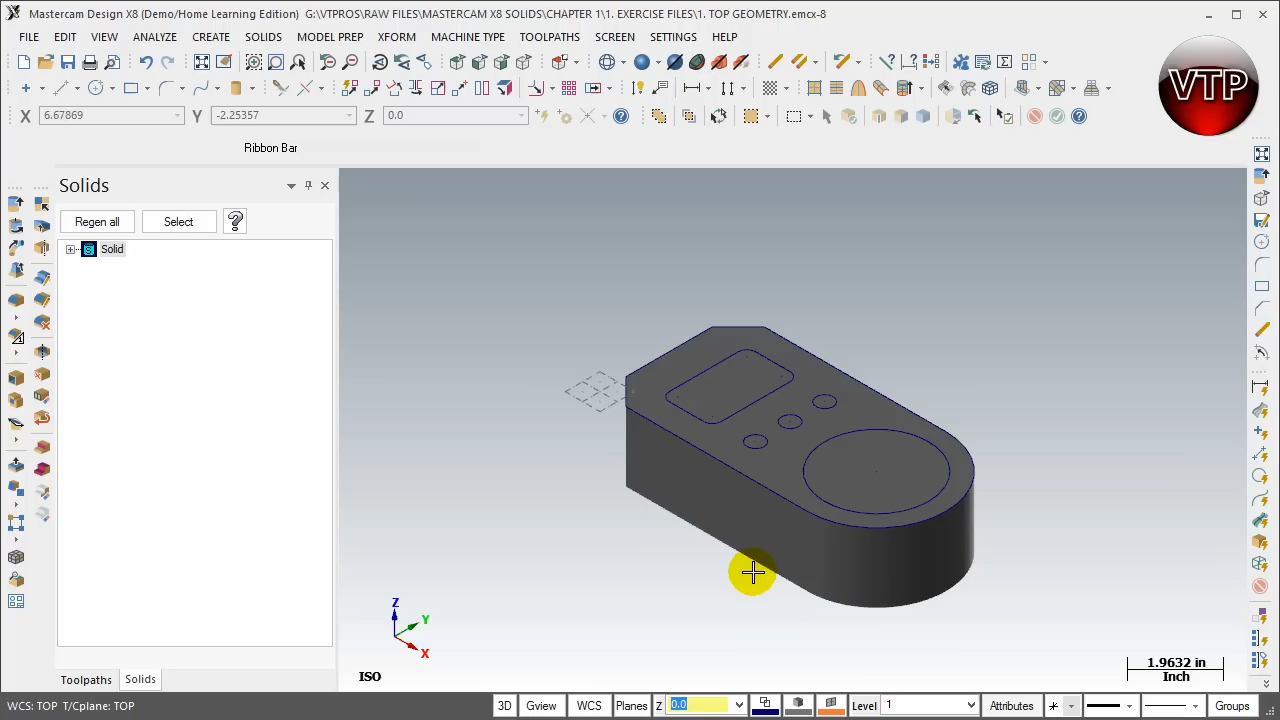 Mastercam Design X8 (Demo/Home Learning Edition) G:\VTPROS\RAW FILES\MASTERCAM X8 SOLIDS\CHAPTER 1\1. EXERCISE FILES\1. TOP GEOMETRY.emcx-8
FILE EDIT VIEW ANALYZE CREATE SOLIDS MODEL PREP XFORM MACHINE TYPE TOOLPATHS SCREEN SETTINGS HELP
VTP
X 6.67869 Y -2.25357 Z 0.0
Ribbon Bar
Solids
Regen all Select ?
Solid
Z
Y
X
ISO
1.9632 in
Inch
Toolpaths Solids
WCS: TOP T/Cplane: TOP 3D Gview WCS Planes Z 0.0 Level 1 Attributes Groups